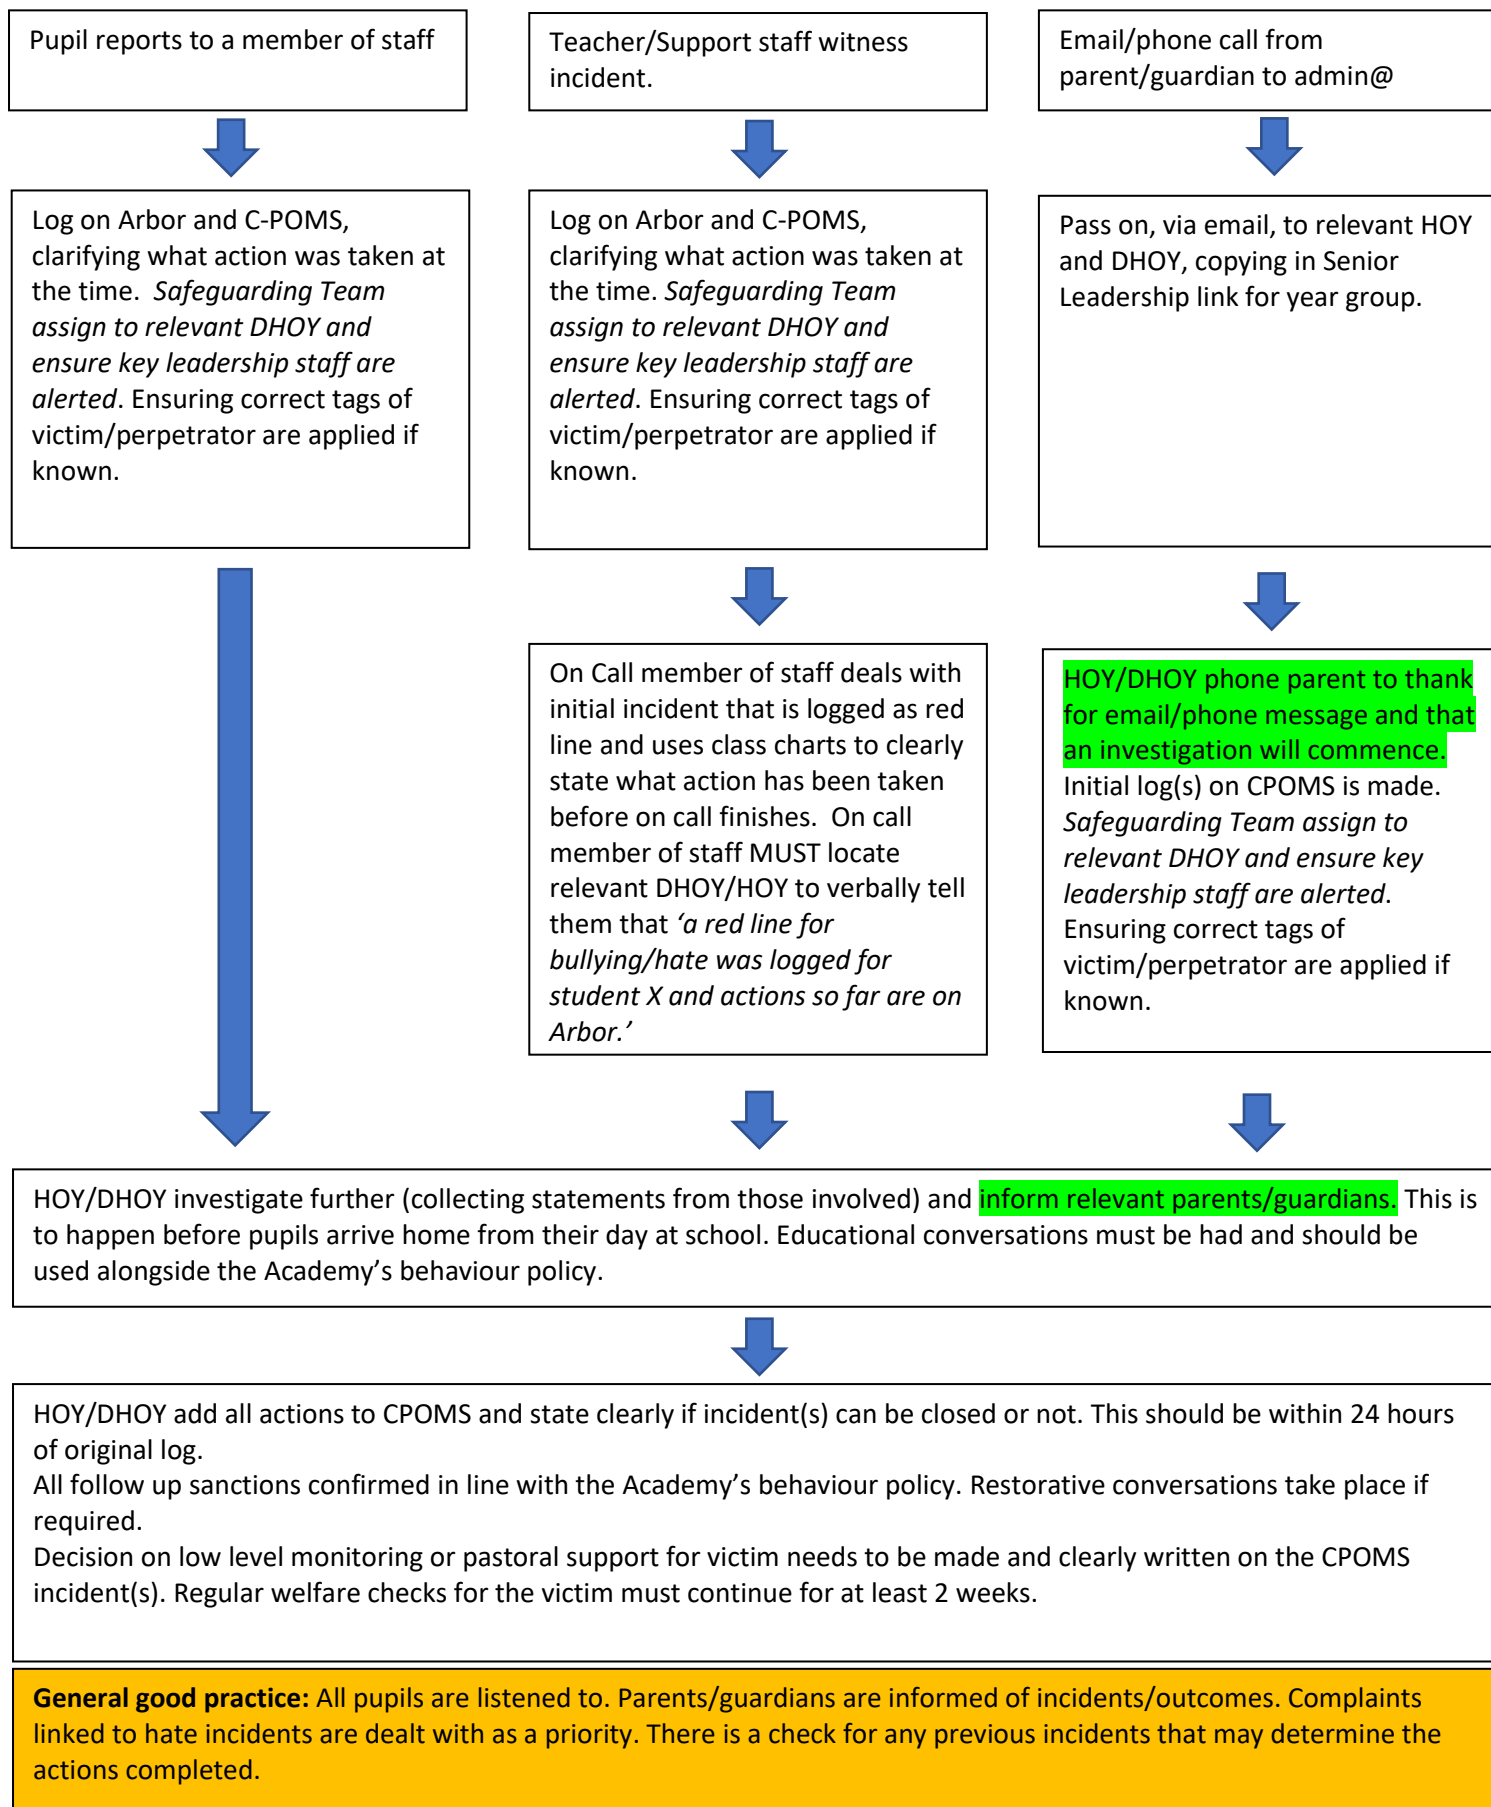 Pupil reports to a member of staff
Teacher/Support staff witness
incident.
Email/phone call from
parent/guardian to admin@
Log on Arbor and C-POMS,
clarifying what action was taken at
the time.  Safeguarding Team
assign to relevant DHOY and
ensure key leadership staff are
alerted. Ensuring correct tags of
victim/perpetrator are applied if
known.
Log on Arbor and C-POMS,
clarifying what action was taken at
the time. Safeguarding Team
assign to relevant DHOY and
ensure key leadership staff are
alerted. Ensuring correct tags of
victim/perpetrator are applied if
known.
Pass on, via email, to relevant HOY
and DHOY, copying in Senior
Leadership link for year group.
On Call member of staff deals with
initial incident that is logged as red
line and uses class charts to clearly
state what action has been taken
before on call finishes.  On call
member of staff MUST locate
relevant DHOY/HOY to verbally tell
them that ‘a red line for
bullying/hate was logged for
student X and actions so far are on
Arbor.’
HOY/DHOY phone parent to thank
for email/phone message and that
an investigation will commence.
Initial log(s) on CPOMS is made.
Safeguarding Team assign to
relevant DHOY and ensure key
leadership staff are alerted.
Ensuring correct tags of
victim/perpetrator are applied if
known.
HOY/DHOY investigate further (collecting statements from those involved) and inform relevant parents/guardians. This is
to happen before pupils arrive home from their day at school. Educational conversations must be had and should be
used alongside the Academy’s behaviour policy.
HOY/DHOY add all actions to CPOMS and state clearly if incident(s) can be closed or not. This should be within 24 hours
of original log.
All follow up sanctions confirmed in line with the Academy’s behaviour policy. Restorative conversations take place if
required.
Decision on low level monitoring or pastoral support for victim needs to be made and clearly written on the CPOMS
incident(s). Regular welfare checks for the victim must continue for at least 2 weeks.
General good practice: All pupils are listened to. Parents/guardians are informed of incidents/outcomes. Complaints
linked to hate incidents are dealt with as a priority. There is a check for any previous incidents that may determine the
actions completed.